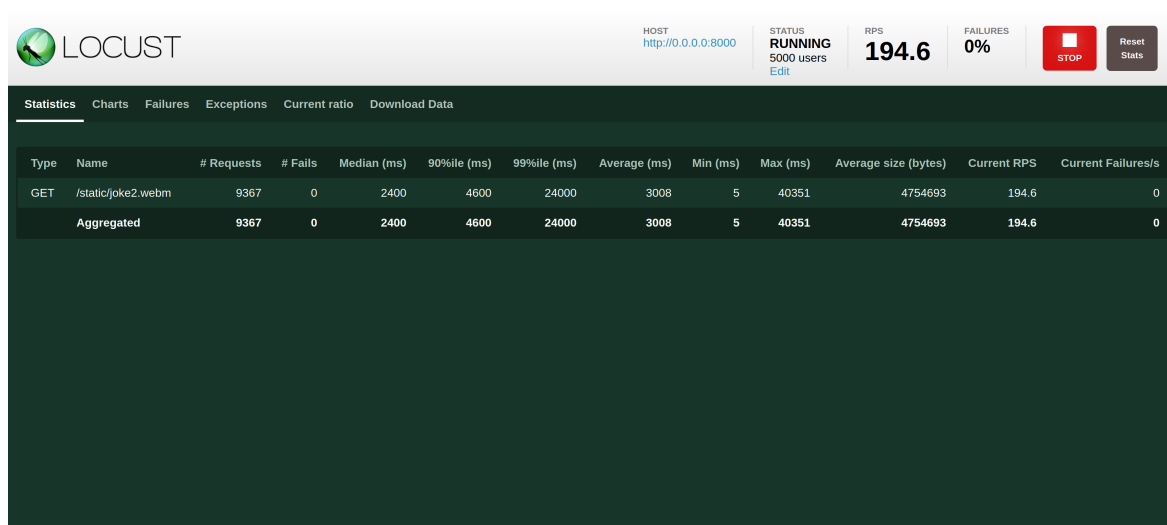 LOCUST
HOST
http://0.0.0.0:8000
STATUS
RUNNING
5000 users
Edit
RPS
194.6
FAILURES
0%
STOP
Reset
Stats
Statistics Charts Failures Exceptions Current ratio Download Data
Type Name # Requests # Fails Median (ms) 90%ile (ms) 99%ile (ms) Average (ms) Min (ms) Max (ms) Average size (bytes) Current RPS Current Failures/s
GET /static/joke2.webm 9367 0 2400 4600 24000 3008 5 40351 4754693 194.6 0
Aggregated 9367 0 2400 4600 24000 3008 5 40351 4754693 194.6 0